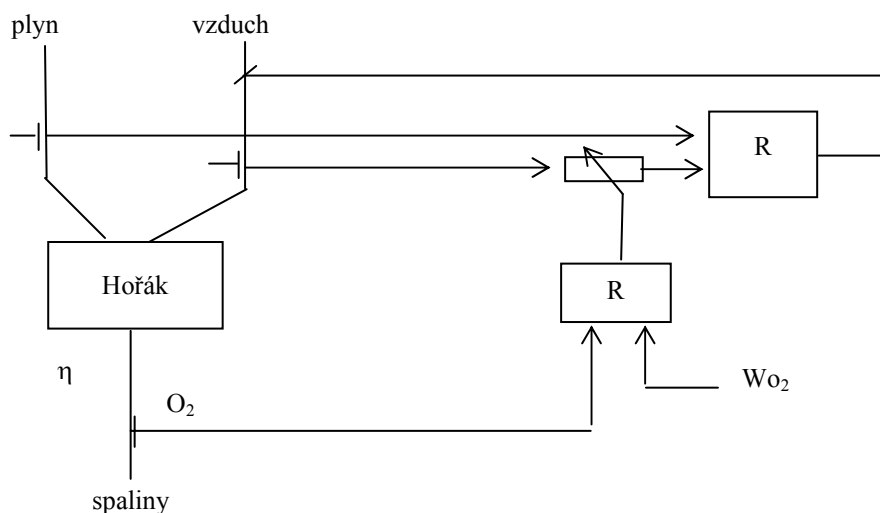 plyn
vzduch
R
Hořák
R
η
O₂
Wo₂
spaliny